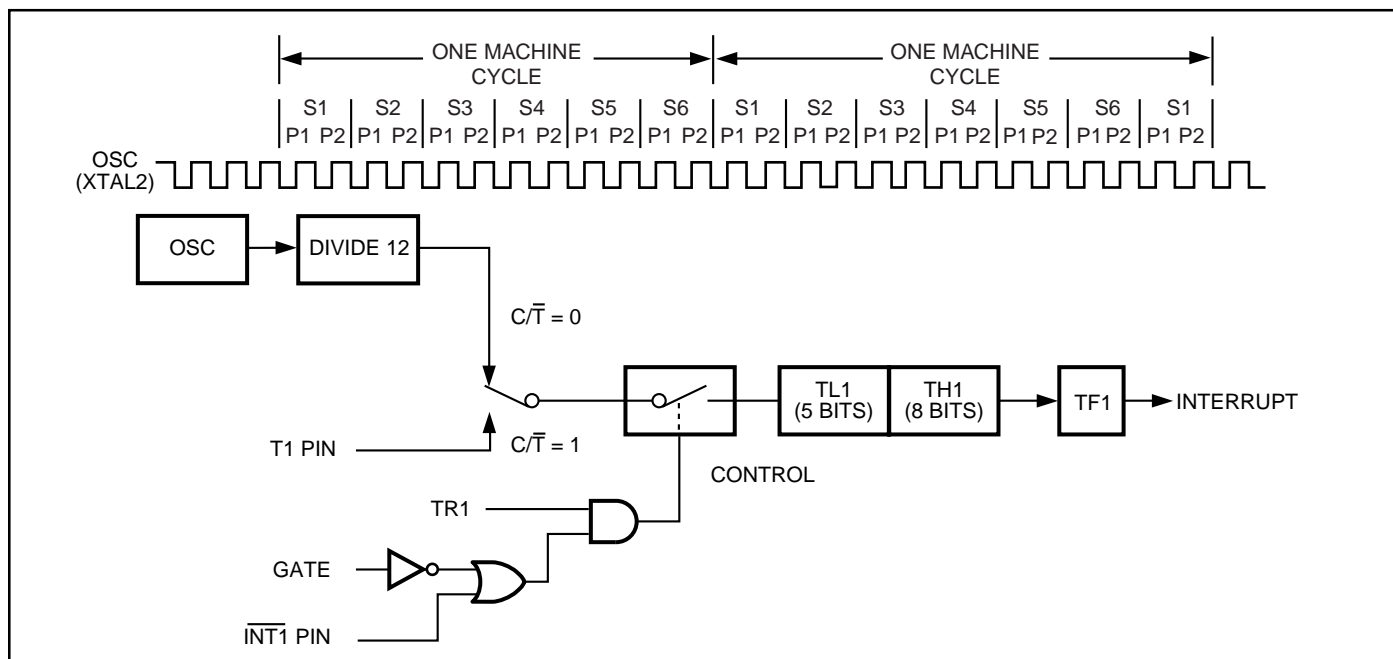 ONE MACHINE
CYCLE
ONE MACHINE
CYCLE
S1 S2 S3 S4 S5 S6 S1 S2 S3 S4 S5 S6 S1
P1 P2 P1 P2 P1 P2 P1 P2 P1 P2 P1 P2 P1 P2 P1 P2 P1 P2 P1 P2 P1 P2 P1 P2 P1 P2
OSC
(XTAL2)
OSC
DIVIDE 12
C/T̅ = 0
TL1
(5 BITS)
TH1
(8 BITS)
TF1
INTERRUPT
T1 PIN
C/T̅ = 1
CONTROL
TR1
GATE
I̅N̅T̅1̅ PIN